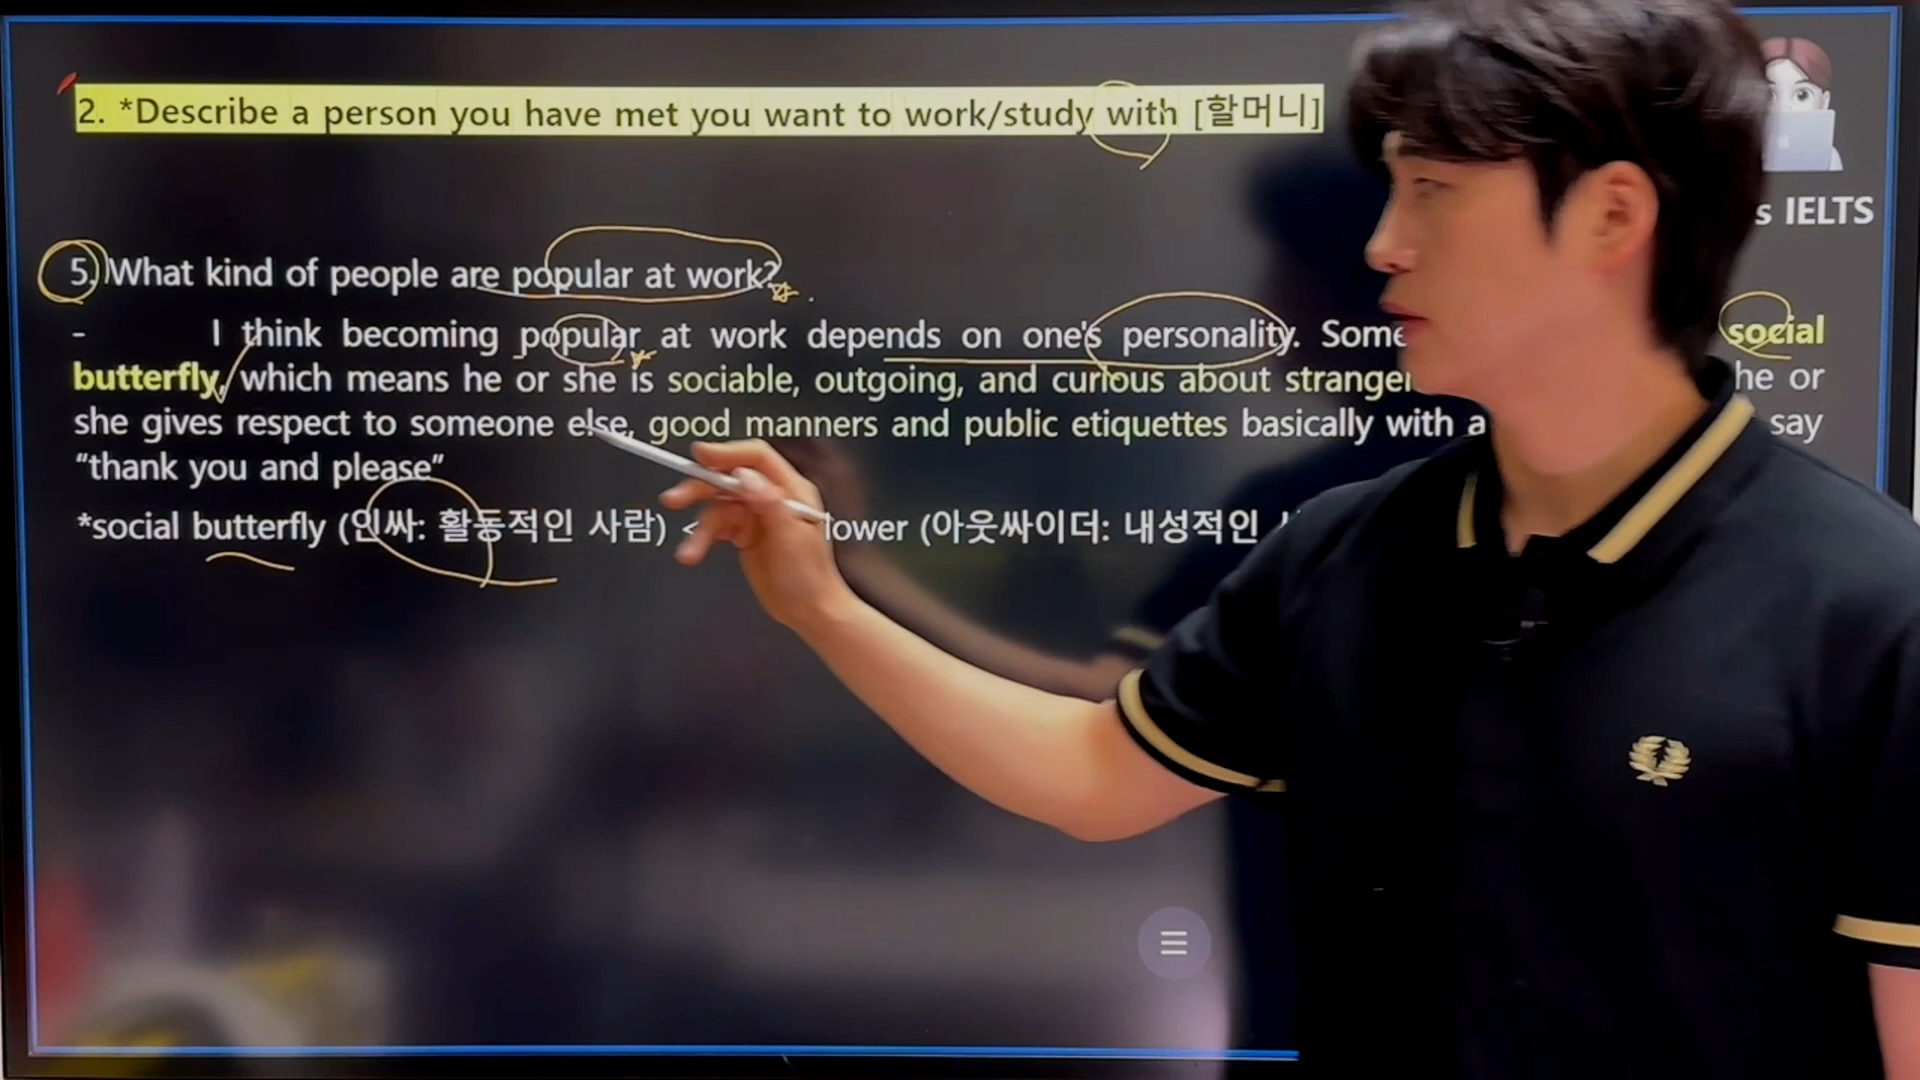 2. *Describe a person you have met you want to work/study with [할머니]
s IELTS
5. What kind of people are popular at work?
- I think becoming popular at work depends on one's personality. Some social
butterfly, which means he or she is sociable, outgoing, and curious about he or
she gives respect to someone else, good manners and public etiquettes basically with a say
“thank you and please”
*social butterfly (인싸: 활동적인 사람) < lower (아웃싸이더: 내성적인